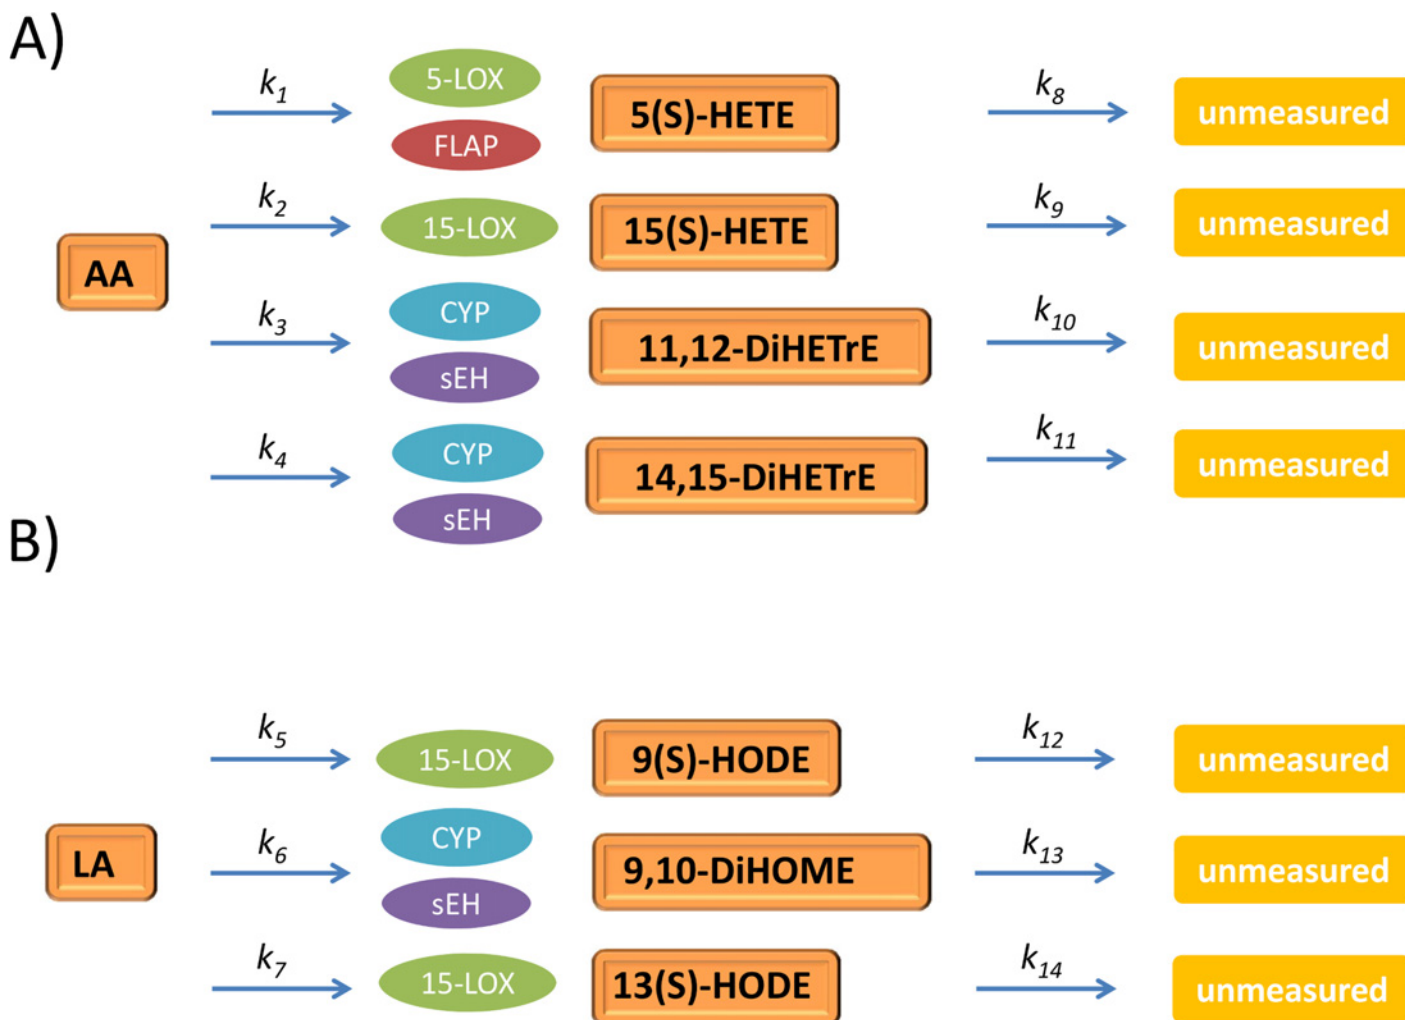 A)
k1
5-LOX
FLAP
5(S)-HETE
k8
unmeasured
AA
k2
15-LOX
15(S)-HETE
k9
unmeasured
k3
CYP
sEH
11,12-DiHETrE
k10
unmeasured
k4
CYP
sEH
14,15-DiHETrE
k11
unmeasured
B)
LA
k5
15-LOX
9(S)-HODE
k12
unmeasured
k6
CYP
sEH
9,10-DiHOME
k13
unmeasured
k7
15-LOX
13(S)-HODE
k14
unmeasured